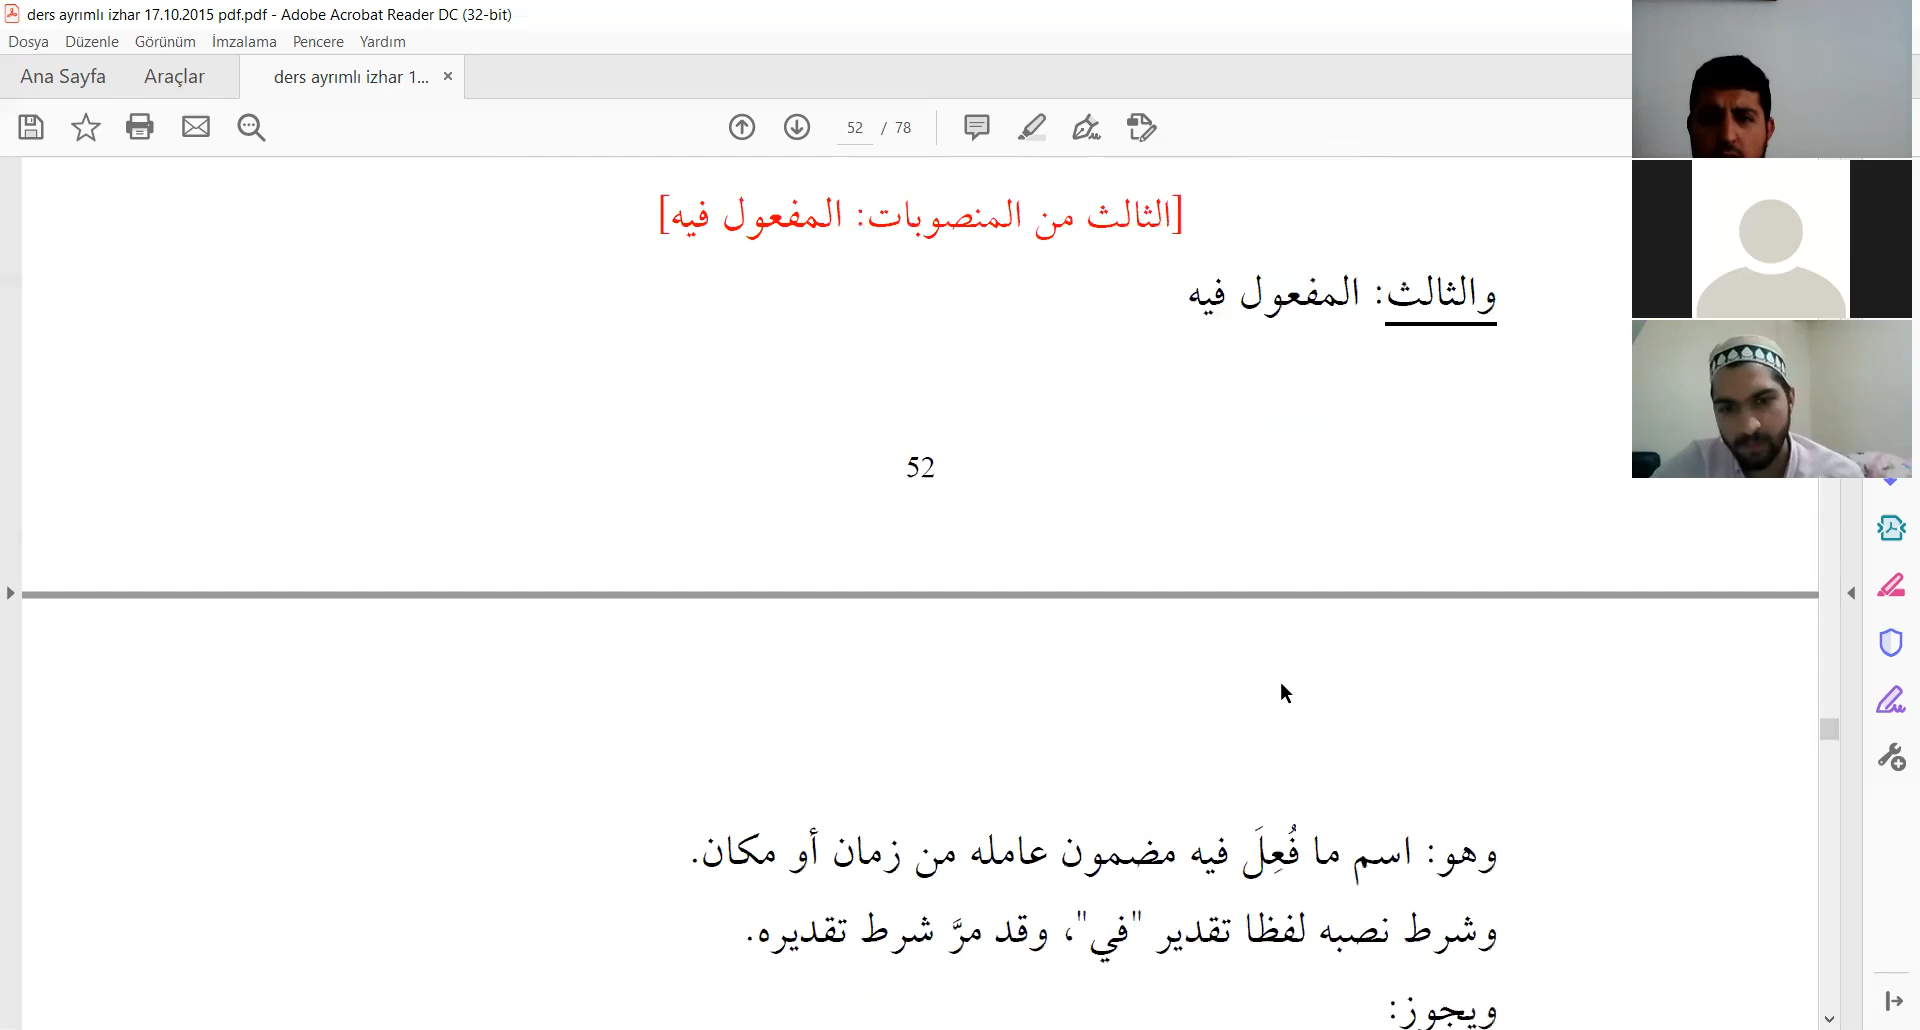 ders ayrımlı izhar 17.10.2015 pdf.pdf - Adobe Acrobat Reader DC (32-bit)
Dosya Düzenle Görünüm İmzalama Pencere Yardım
Ana Sayfa Araçlar ders ayrımlı izhar 1... ×
52 / 78
[الثالث من المنصوبات: المفعول فيه]
والثالث: المفعول فيه
52
وهو: اسم ما فُعِلَ فيه مضمون عامله من زمان أو مكان.
وشرط نصبه لفظا تقدير "في"، وقد مرَّ شرط تقديره.
ويجوز: